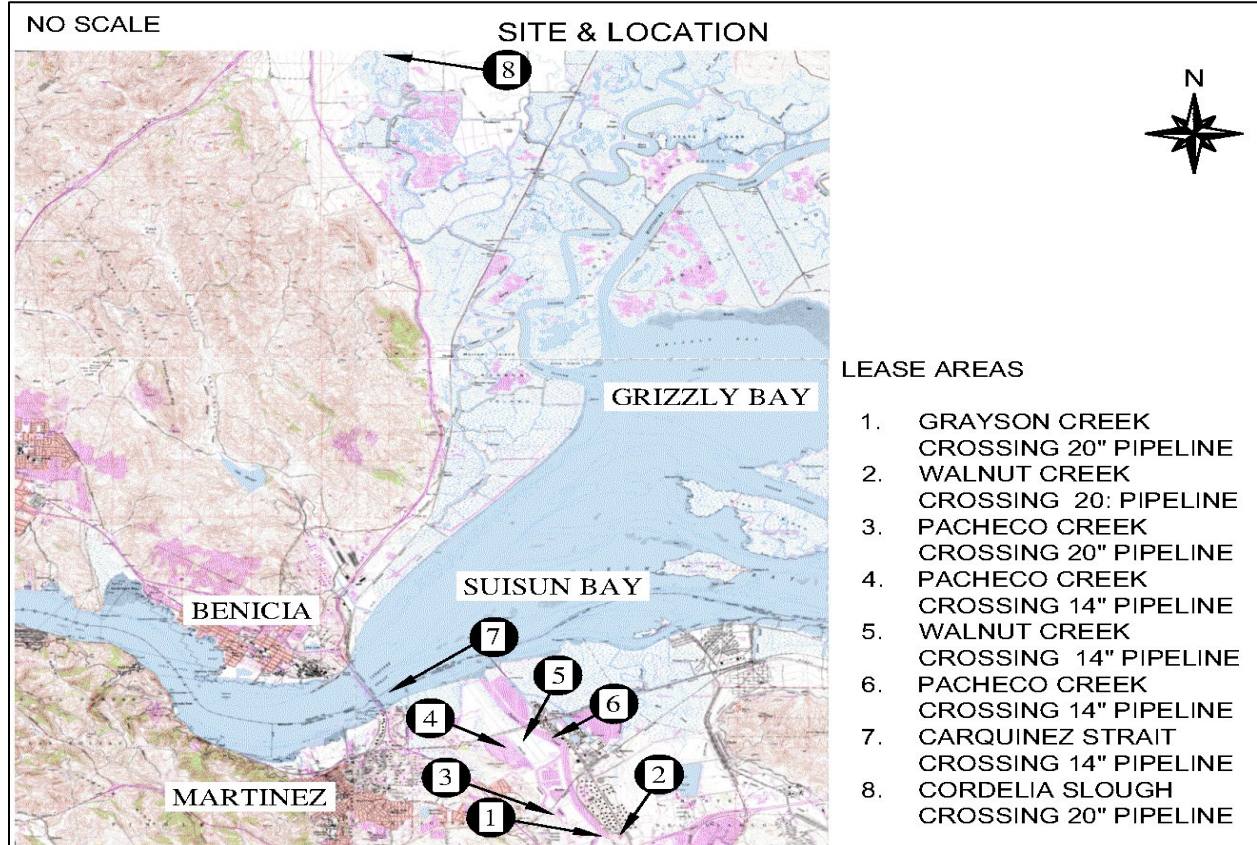 NO SCALE
SITE & LOCATION
8
N
GRIZZLY BAY
LEASE AREAS
1. GRAYSON CREEK
CROSSING 20" PIPELINE
2. WALNUT CREEK
CROSSING 20: PIPELINE
3. PACHECO CREEK
CROSSING 20" PIPELINE
4. PACHECO CREEK
CROSSING 14" PIPELINE
5. WALNUT CREEK
CROSSING 14" PIPELINE
6. PACHECO CREEK
CROSSING 14" PIPELINE
7. CARQUINEZ STRAIT
CROSSING 14" PIPELINE
8. CORDELIA SLOUGH
CROSSING 20" PIPELINE
SUISUN BAY
BENICIA
7
5
4
6
3
2
MARTINEZ
1